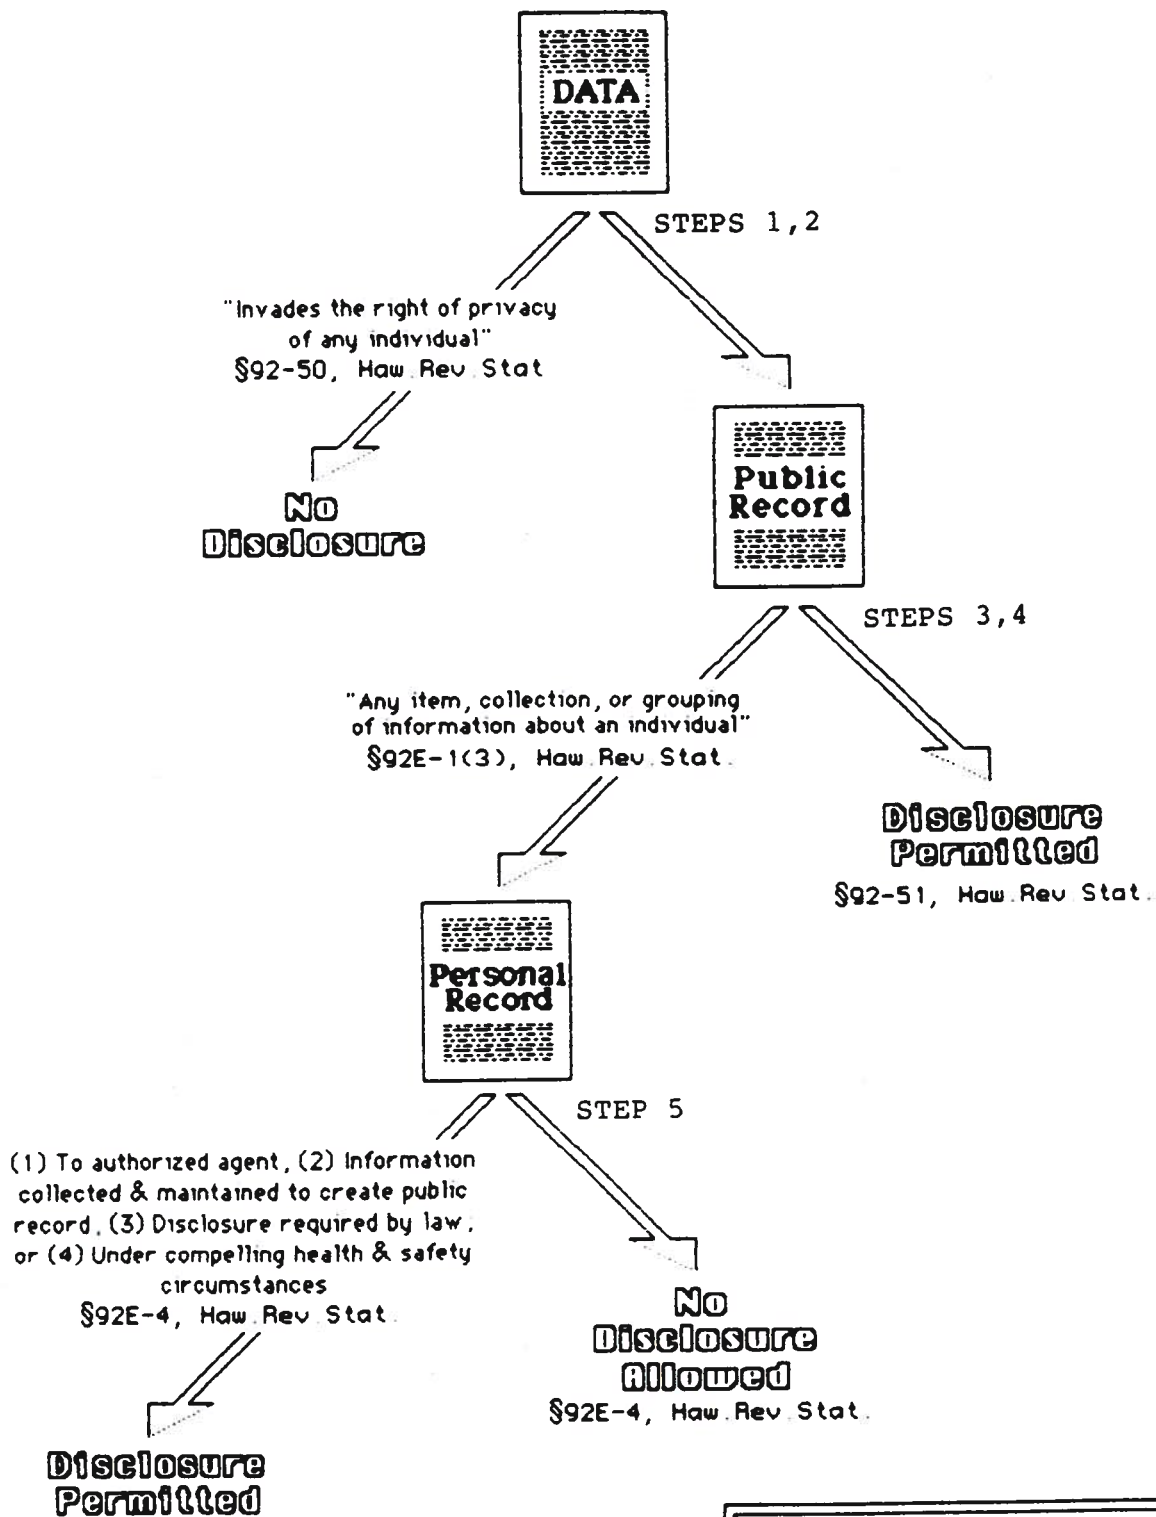 DATA
STEPS 1,2
"Invades the right of privacy
of any individual"
§92-50, Haw. Rev. Stat
No
Disclosure
Public
Record
STEPS 3,4
"Any item, collection, or grouping
of information about an individual"
§92E-1(3), Haw. Rev. Stat.
Disclosure
Permitted
§92-51, Haw. Rev. Stat.
Personal
Record
STEP 5
(1) To authorized agent, (2) Information
collected & maintained to create public
record, (3) Disclosure required by law,
or (4) Under compelling health & safety
circumstances
§92E-4, Haw. Rev. Stat.
No
Disclosure
Allowed
§92E-4, Haw. Rev. Stat.
Disclosure
Permitted